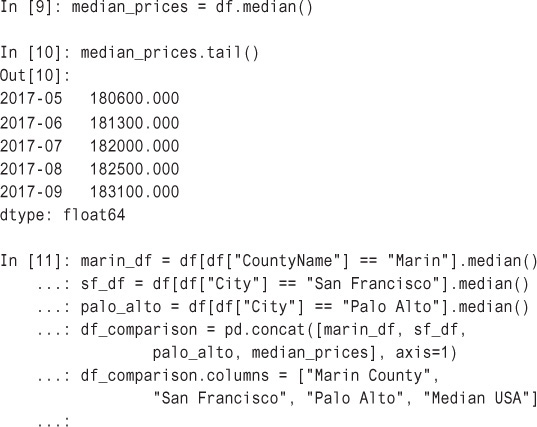 In [9]: median_prices = df.median()
In [10]: median_prices.tail()
Out[10]:
2017-05   180600.000
2017-06   181300.000
2017-07   182000.000
2017-08   182500.000
2017-09   183100.000
dtype: float64
In [11]: marin_df = df[df["CountyName"] == "Marin"].median()
...: sf_df = df[df["City"] == "San Francisco"].median()
...: palo_alto = df[df["City"] == "Palo Alto"].median()
...: df_comparison = pd.concat([marin_df, sf_df,
palo_alto, median_prices], axis=1)
...: df_comparison.columns = ["Marin County",
"San Francisco", "Palo Alto", "Median USA"]
...: